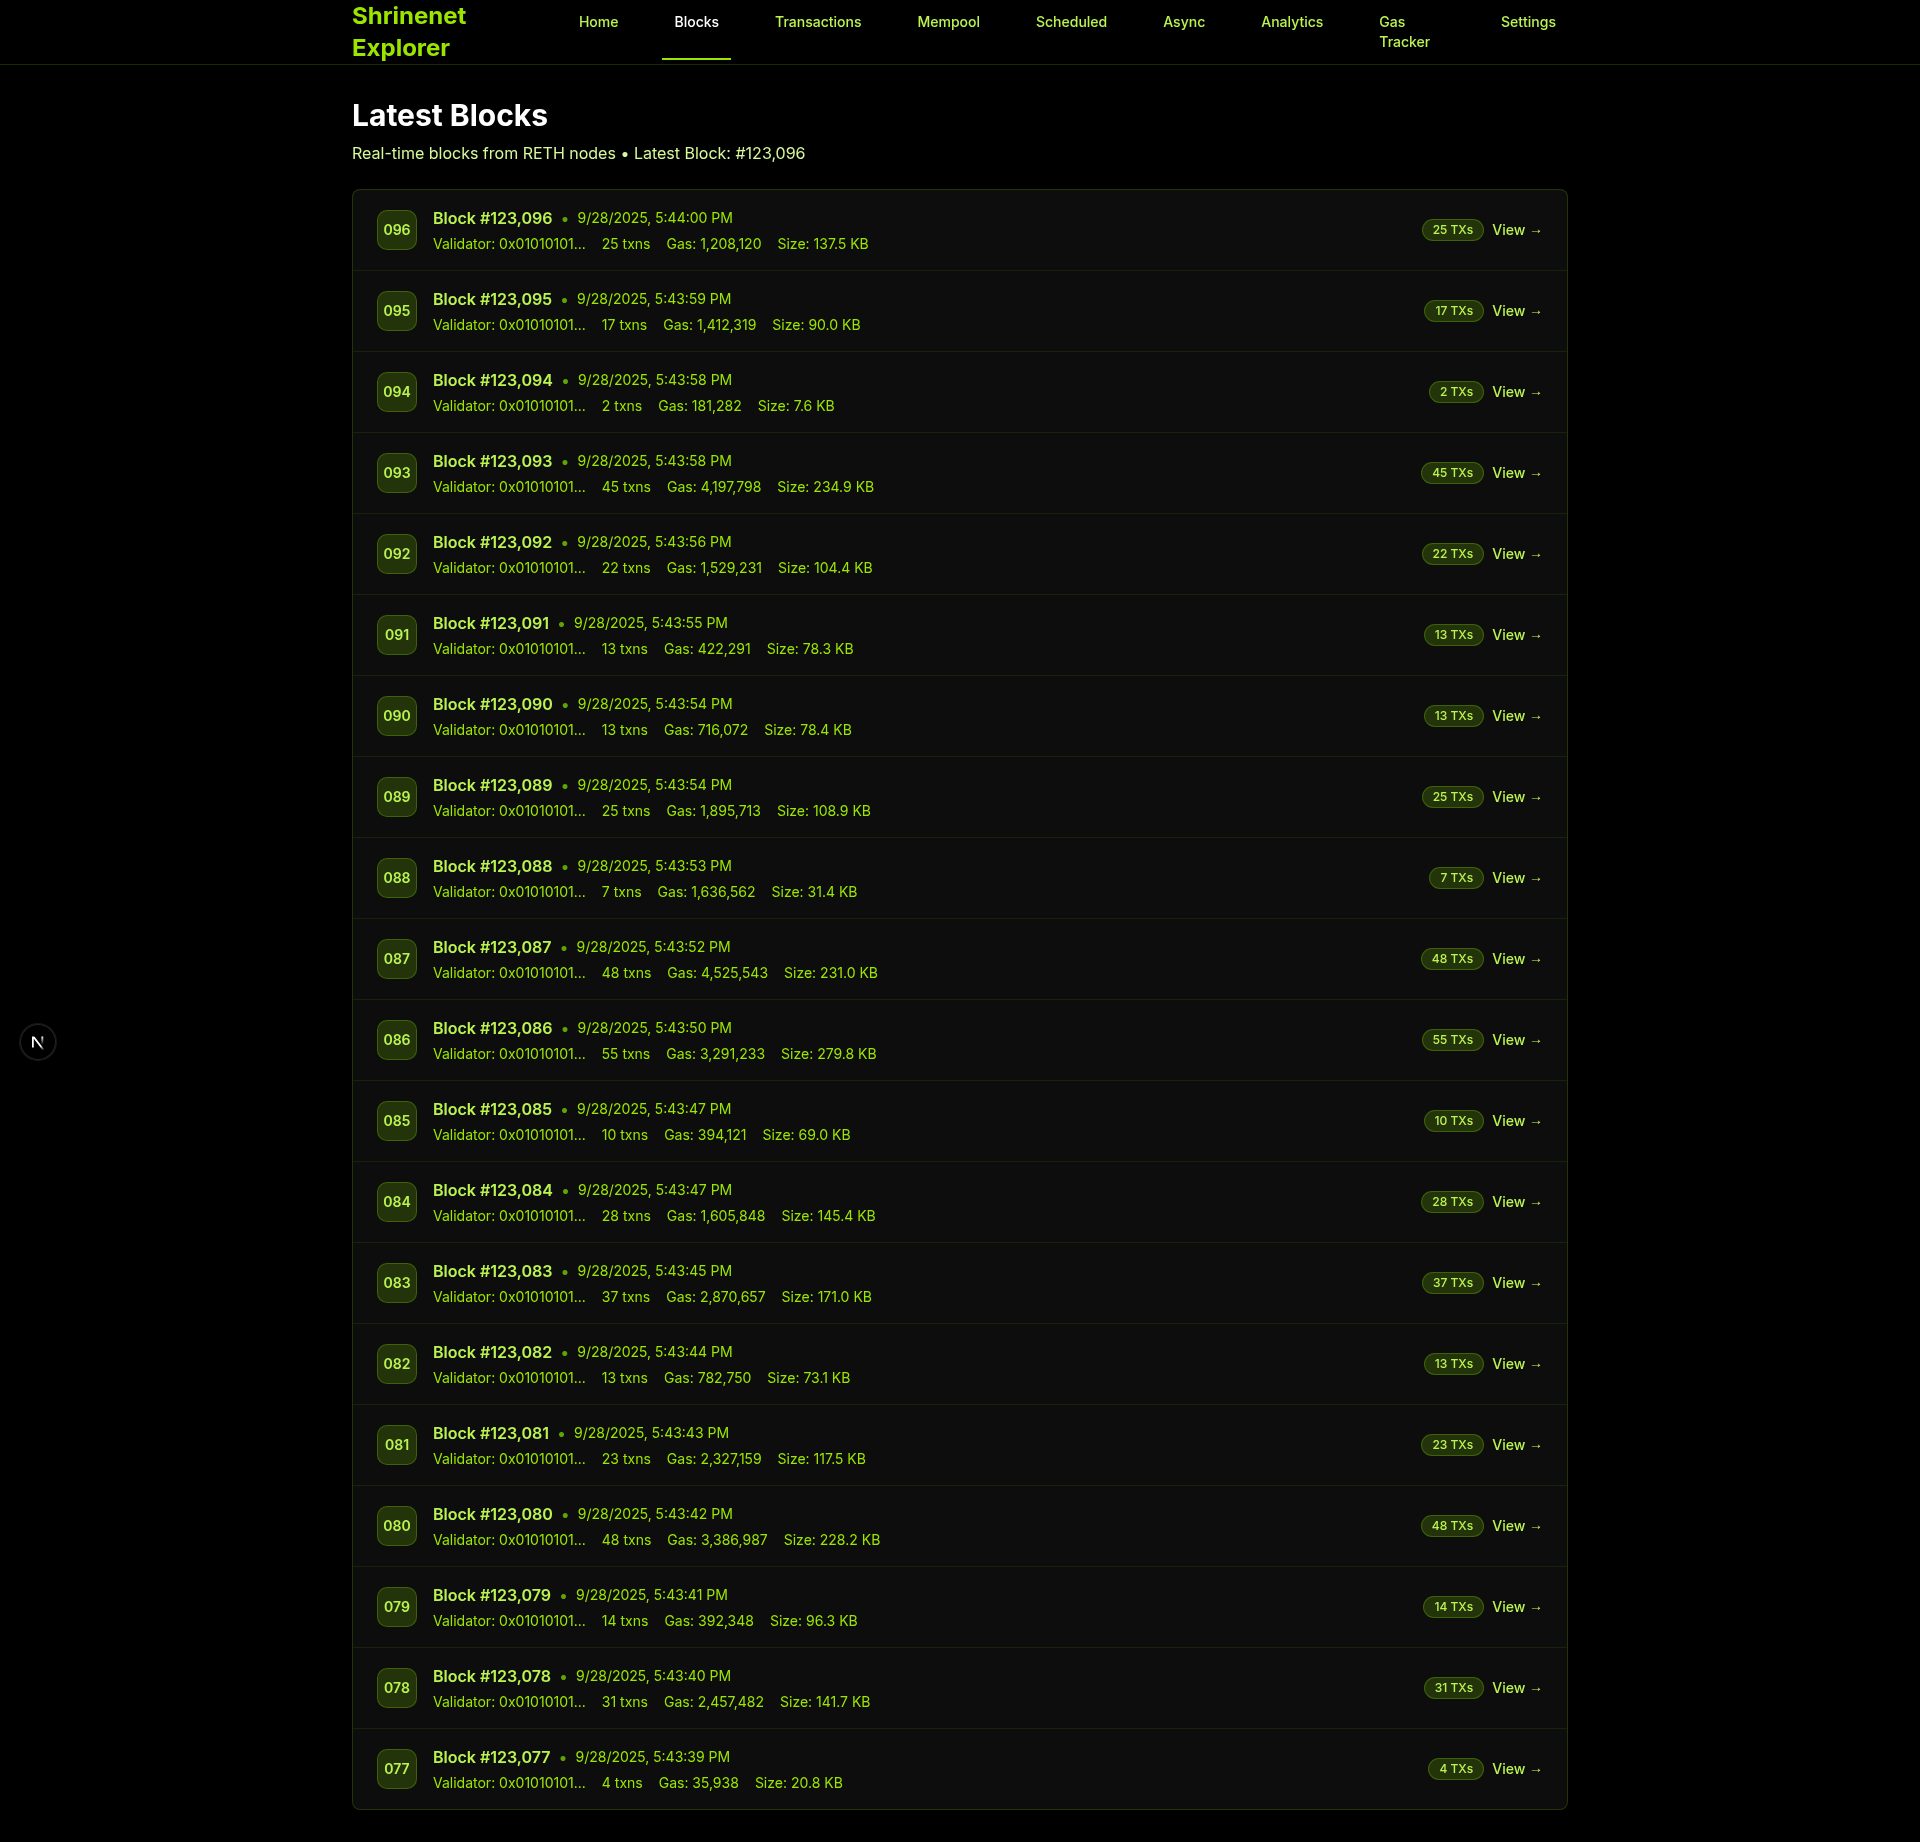 Shrinenet
Explorer
Home Blocks Transactions Mempool Scheduled Async Analytics Gas Tracker Settings
Latest Blocks
Real-time blocks from RETH nodes • Latest Block: #123,096
096 Block #123,096 • 9/28/2025, 5:44:00 PM
Validator: 0x01010101... 25 txns Gas: 1,208,120 Size: 137.5 KB 25 TXs View →
095 Block #123,095 • 9/28/2025, 5:43:59 PM
Validator: 0x01010101... 17 txns Gas: 1,412,319 Size: 90.0 KB 17 TXs View →
094 Block #123,094 • 9/28/2025, 5:43:58 PM
Validator: 0x01010101... 2 txns Gas: 181,282 Size: 7.6 KB 2 TXs View →
093 Block #123,093 • 9/28/2025, 5:43:58 PM
Validator: 0x01010101... 45 txns Gas: 4,197,798 Size: 234.9 KB 45 TXs View →
092 Block #123,092 • 9/28/2025, 5:43:56 PM
Validator: 0x01010101... 22 txns Gas: 1,529,231 Size: 104.4 KB 22 TXs View →
091 Block #123,091 • 9/28/2025, 5:43:55 PM
Validator: 0x01010101... 13 txns Gas: 422,291 Size: 78.3 KB 13 TXs View →
090 Block #123,090 • 9/28/2025, 5:43:54 PM
Validator: 0x01010101... 13 txns Gas: 716,072 Size: 78.4 KB 13 TXs View →
089 Block #123,089 • 9/28/2025, 5:43:54 PM
Validator: 0x01010101... 25 txns Gas: 1,895,713 Size: 108.9 KB 25 TXs View →
088 Block #123,088 • 9/28/2025, 5:43:53 PM
Validator: 0x01010101... 7 txns Gas: 1,636,562 Size: 31.4 KB 7 TXs View →
087 Block #123,087 • 9/28/2025, 5:43:52 PM
Validator: 0x01010101... 48 txns Gas: 4,525,543 Size: 231.0 KB 48 TXs View →
086 Block #123,086 • 9/28/2025, 5:43:50 PM
Validator: 0x01010101... 55 txns Gas: 3,291,233 Size: 279.8 KB 55 TXs View →
085 Block #123,085 • 9/28/2025, 5:43:47 PM
Validator: 0x01010101... 10 txns Gas: 394,121 Size: 69.0 KB 10 TXs View →
084 Block #123,084 • 9/28/2025, 5:43:47 PM
Validator: 0x01010101... 28 txns Gas: 1,605,848 Size: 145.4 KB 28 TXs View →
083 Block #123,083 • 9/28/2025, 5:43:45 PM
Validator: 0x01010101... 37 txns Gas: 2,870,657 Size: 171.0 KB 37 TXs View →
082 Block #123,082 • 9/28/2025, 5:43:44 PM
Validator: 0x01010101... 13 txns Gas: 782,750 Size: 73.1 KB 13 TXs View →
081 Block #123,081 • 9/28/2025, 5:43:43 PM
Validator: 0x01010101... 23 txns Gas: 2,327,159 Size: 117.5 KB 23 TXs View →
080 Block #123,080 • 9/28/2025, 5:43:42 PM
Validator: 0x01010101... 48 txns Gas: 3,386,987 Size: 228.2 KB 48 TXs View →
079 Block #123,079 • 9/28/2025, 5:43:41 PM
Validator: 0x01010101... 14 txns Gas: 392,348 Size: 96.3 KB 14 TXs View →
078 Block #123,078 • 9/28/2025, 5:43:40 PM
Validator: 0x01010101... 31 txns Gas: 2,457,482 Size: 141.7 KB 31 TXs View →
077 Block #123,077 • 9/28/2025, 5:43:39 PM
Validator: 0x01010101... 4 txns Gas: 35,938 Size: 20.8 KB 4 TXs View →
N